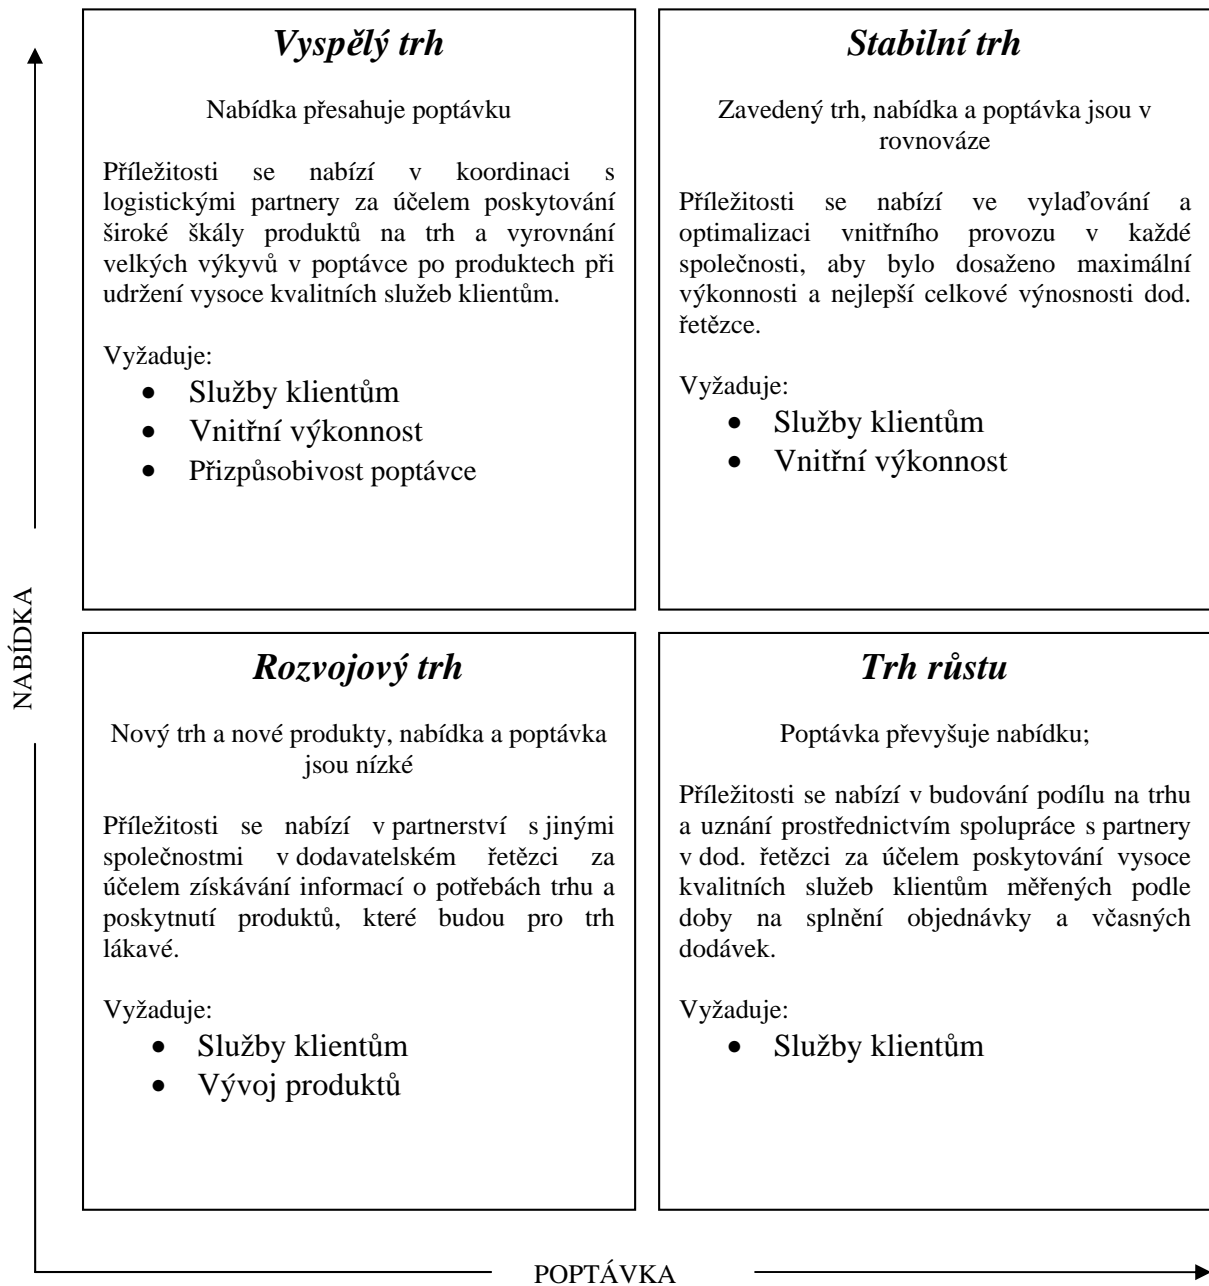 Vyspělý trh
Nabídka přesahuje poptávku
Příležitosti se nabízí v koordinaci s
logistickými partnery za účelem poskytování
široké škály produktů na trh a vyrovnání
velkých výkyvů v poptávce po produktech při
udržení vysoce kvalitních služeb klientům.
Vyžaduje:
• Služby klientům
• Vnitřní výkonnost
• Přizpůsobivost poptávce
Stabilní trh
Zavedený trh, nabídka a poptávka jsou v
rovnováze
Příležitosti se nabízí ve vylaďování a
optimalizaci vnitřního provozu v každé
společnosti, aby bylo dosaženo maximální
výkonnosti a nejlepší celkové výnosnosti dod.
řetězce.
Vyžaduje:
• Služby klientům
• Vnitřní výkonnost
NABÍDKA
Rozvojový trh
Nový trh a nové produkty, nabídka a poptávka
jsou nízké
Příležitosti se nabízí v partnerství s jinými
společnostmi v dodavatelském řetězci za
účelem získávání informací o potřebách trhu a
poskytnutí produktů, které budou pro trh
lákavé.
Vyžaduje:
• Služby klientům
• Vývoj produktů
Trh růstu
Poptávka převyšuje nabídku;
Příležitosti se nabízí v budování podílu na trhu
a uznání prostřednictvím spolupráce s partnery
v dod. řetězci za účelem poskytování vysoce
kvalitních služeb klientům měřených podle
doby na splnění objednávky a včasných
dodávek.
Vyžaduje:
• Služby klientům
POPTÁVKA